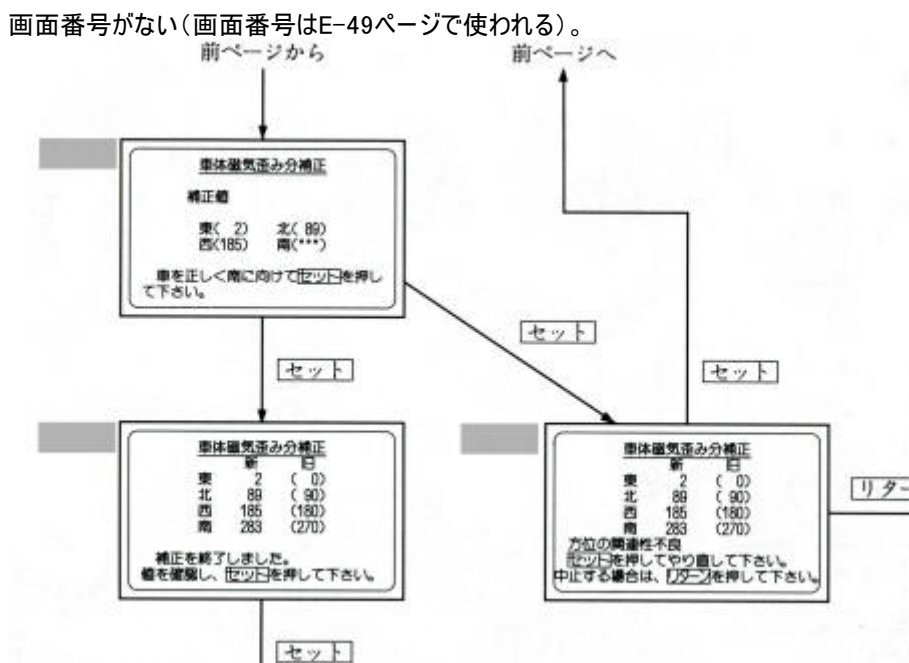 画面番号がない（画面番号はE-49ページで使われる）。
前ページから
前ページへ
車体磁気歪み分補正
補正値
東( 2) 北( 89)
西(185) 南(***)
車を正しく南に向けてセットを押し
て下さい。
セット
セット
セット
車体磁気歪み分補正
新 旧
東 2 ( 0)
北 89 ( 90)
西 185 (180)
南 283 (270)
補正を終了しました。
値を確認し、セットを押して下さい。
車体磁気歪み分補正
新 旧
東 2 ( 0)
北 89 ( 90)
西 185 (180)
南 283 (270)
方位の関連性不良
セットを押してやり直して下さい。
中止する場合は、リターンを押して下さい。
リター
セット